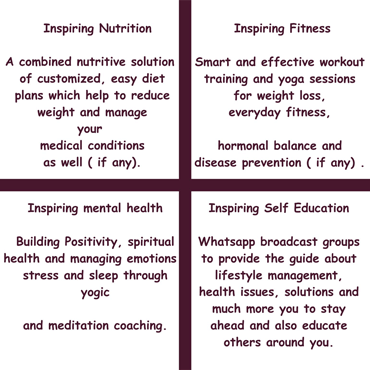 Inspiring Nutrition
A combined nutritive solution
of customized, easy diet
plans which help to reduce
weight and manage
your
medical conditions
as well ( if any).
Inspiring Fitness
Smart and effective workout
training and yoga sessions
for weight loss,
everyday fitness,
hormonal balance and
disease prevention ( if any) .
Inspiring mental health
Building Positivity, spiritual
health and managing emotions
stress and sleep through
yogic
and meditation coaching.
Inspiring Self Education
Whatsapp broadcast groups
to provide the guide about
lifestyle management,
health issues, solutions and
much more you to stay
ahead and also educate
others around you.